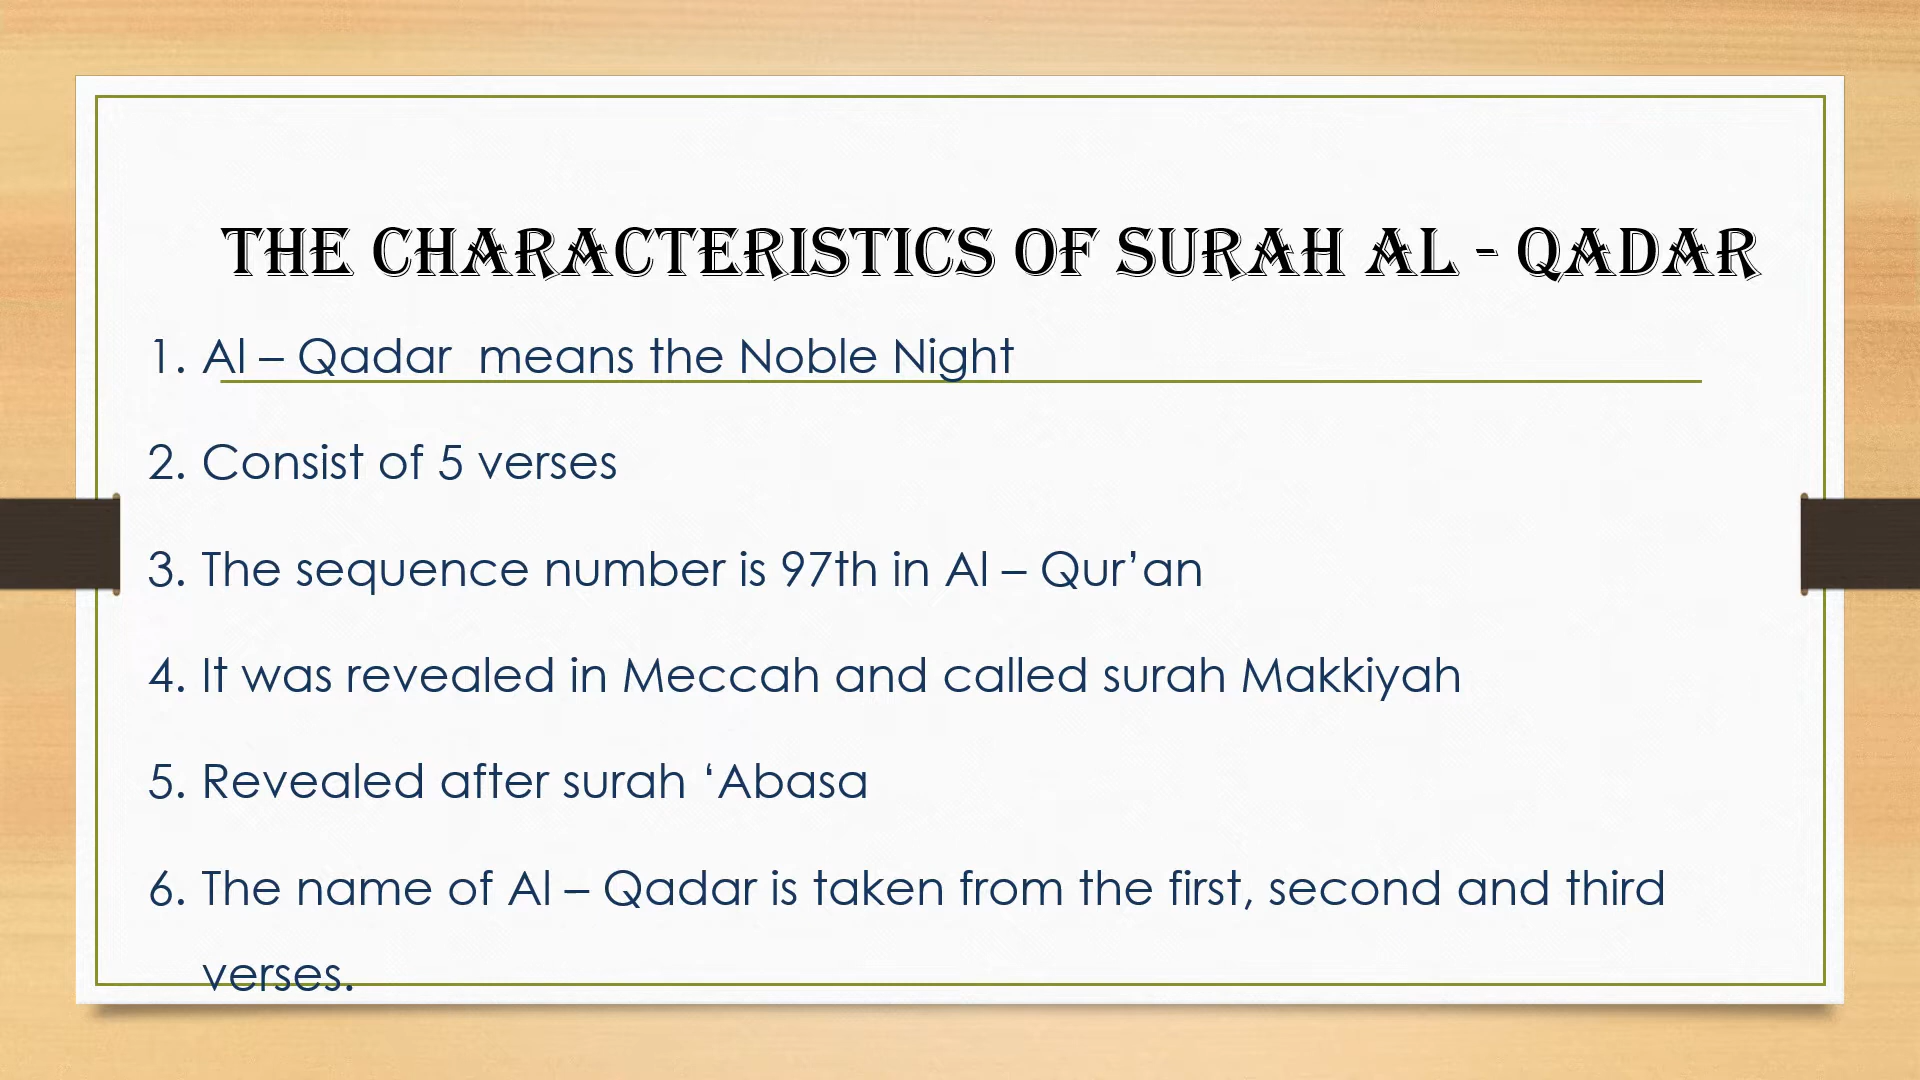 THE CHARACTERISTICS OF SURAH AL - QADAR
1. Al – Qadar  means the Noble Night
2. Consist of 5 verses
3. The sequence number is 97th in Al – Qur’an
4. It was revealed in Meccah and called surah Makkiyah
5. Revealed after surah ‘Abasa
6. The name of Al – Qadar is taken from the first, second and third
verses.